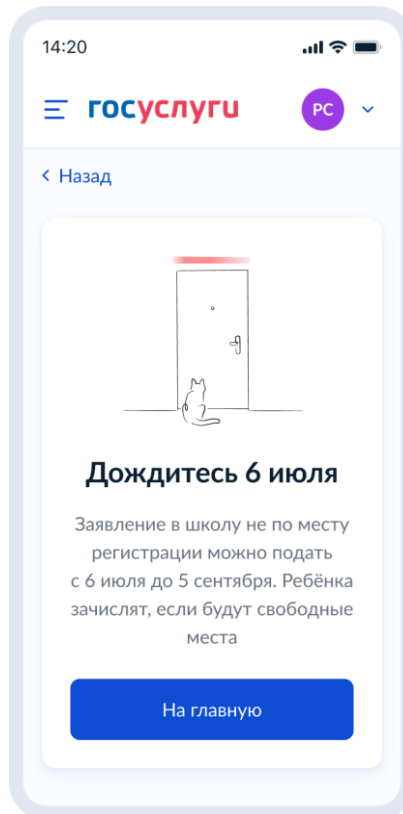 14:20
госуслуги
РС
Назад
Дождитесь 6 июля
Заявление в школу не по месту
регистрации можно подать
с 6 июля до 5 сентября. Ребёнка
зачислят, если будут свободные
места
На главную